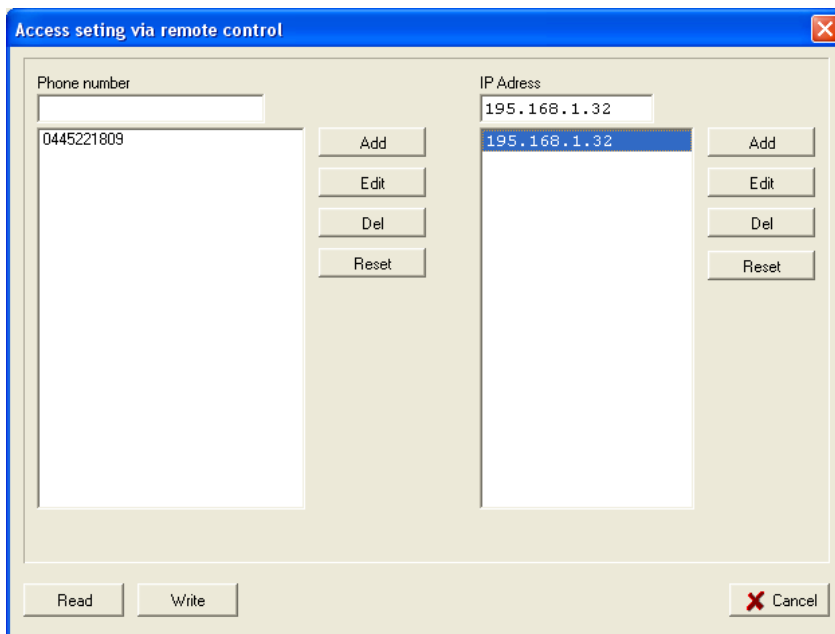 Access seting via remote control
Phone number
0445221809
Add
Edit
Del
Reset
IP Adress
195.168.1.32
195.168.1.32
Add
Edit
Del
Reset
Read
Write
Cancel